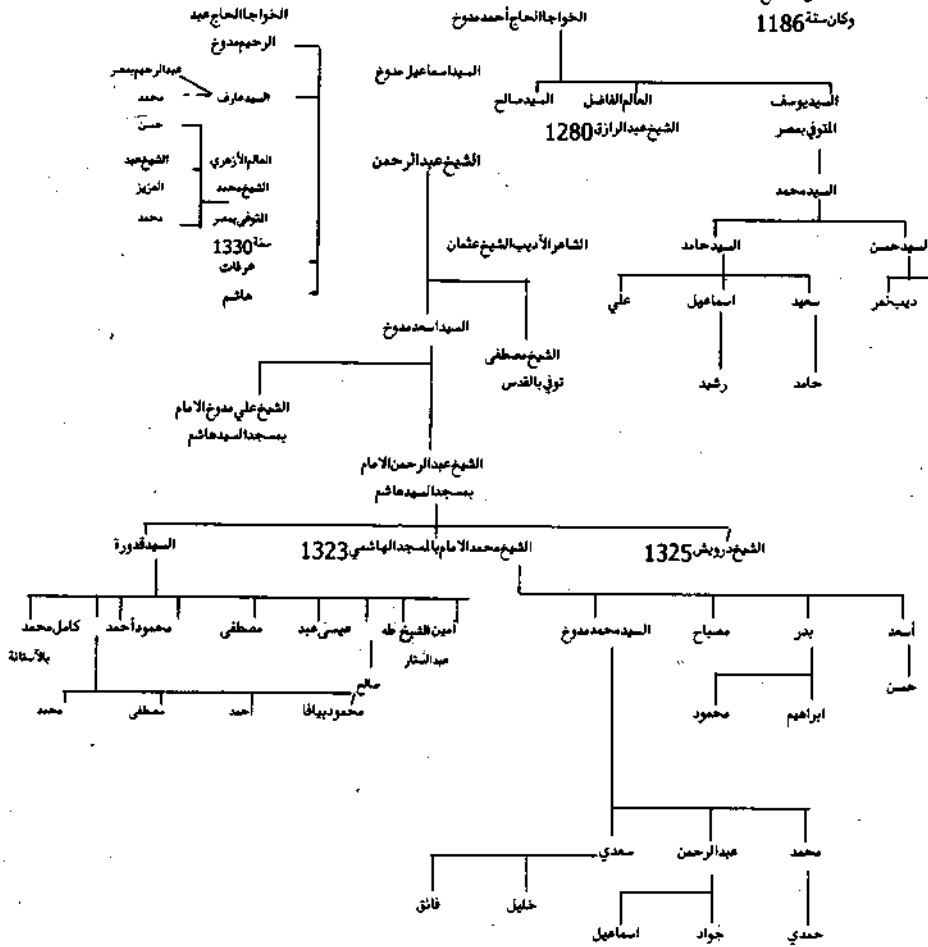 وكان سنة 1186
الخواجا الحاج أحمد مدوخ
الخواجا الحاج عبد
الرحيم مدوخ
السيد يوسف
المتوفي بمصر
العالم الفاضل
الشيخ عبد الرازق 1280
السيد صالح
السيد اسماعيل مدوخ
عبد الرحيم بمصر
السيد عارف
محمد
حسن
العالم الأزهري
الشيخ محمد
المتوفي بمصر
سنة 1330
الشيخ عبد
العزيز
محمد
عرفات
هاشم
الشيخ عبد الرحمن
السيد محمد
السيد حسن
السيد حامد
ديب نمر
سعيد
اسماعيل
علي
حامد
رشيد
الشاعر الأديب الشيخ عثمان
السيد اسعد مدوخ
الشيخ مصطفى
توفي بالقدس
الشيخ علي مدوخ الامام
بمسجد السيد هاشم
الشيخ عبد الرحمن الامام
بمسجد السيد هاشم
الشيخ درويش 1325
الشيخ محمد الامام بالمسجد الهاشمي 1323
السيد قدورة
أسعد
بدر
مصباح
السيد محمد مدوخ
أمين الشيخ طه
عبد الستار
عيسى عبد
مصطفى
محمود أحمد
كامل محمد
بالآستانة
حسن
ابراهيم
محمود
صالح
محمود بيافا
احمد
مصطفى
محمد
محمد
عبد الرحمن
سعدي
حمدي
جواد
اسماعيل
خليل
فائق